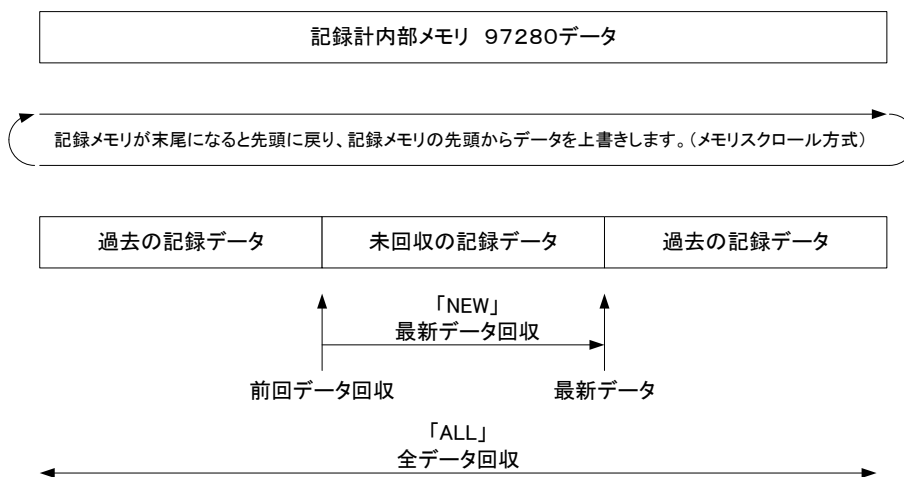 記録計内部メモリ 97280データ
記録メモリが末尾になると先頭に戻り、記録メモリの先頭からデータを上書きします。(メモリスクロール方式)
過去の記録データ 未回収の記録データ 過去の記録データ
「NEW」
最新データ回収
前回データ回収 最新データ
「ALL」
全データ回収